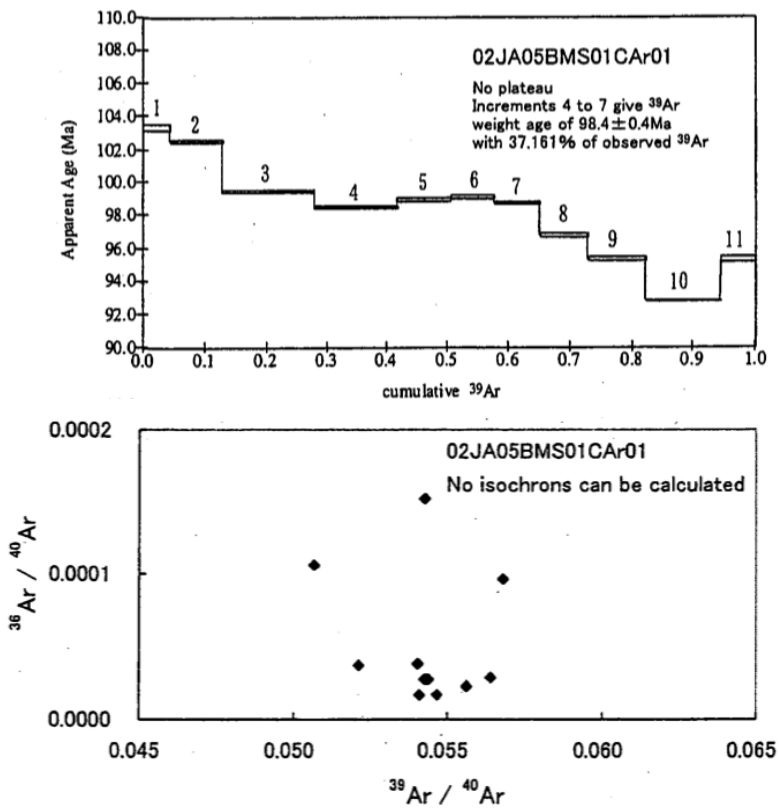 110.0
108.0
106.0
104.0
102.0
100.0
98.0
96.0
94.0
92.0
90.0
Apparent Age (Ma)
02JA05BMS01CAr01
No plateau
Increments 4 to 7 give ³⁹Ar
weight age of 98.4±0.4Ma
with 37.161% of observed ³⁹Ar
1
2
3
4
5
6
7
8
9
10
11
0.0 0.1 0.2 0.3 0.4 0.5 0.6 0.7 0.8 0.9 1.0
cumulative ³⁹Ar
0.0002
0.0001
0.0000
³⁶Ar / ⁴⁰Ar
02JA05BMS01CAr01
No isochrons can be calculated
0.045 0.050 0.055 0.060 0.065
³⁹Ar / ⁴⁰Ar